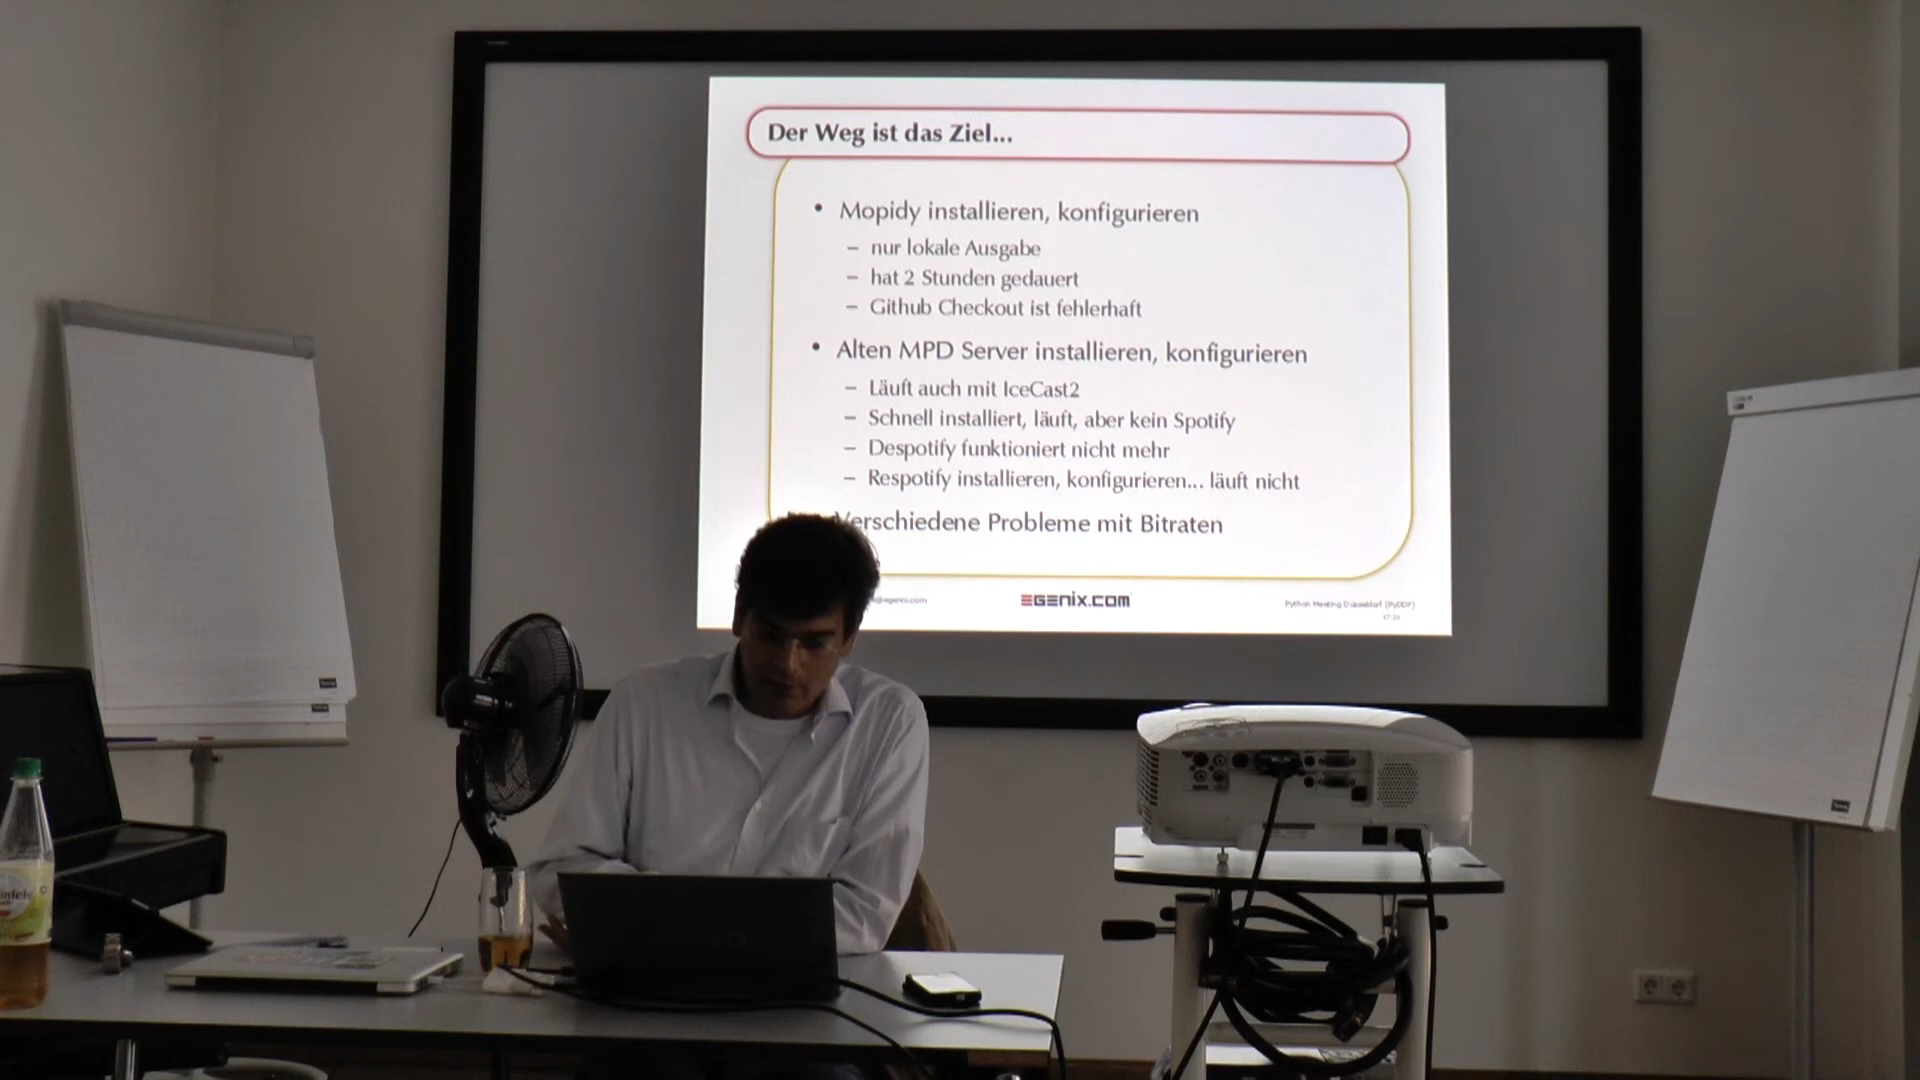 Der Weg ist das Ziel...
• Mopidy installieren, konfigurieren
– nur lokale Ausgabe
– hat 2 Stunden gedauert
– Github Checkout ist fehlerhaft
• Alten MPD Server installieren, konfigurieren
– Läuft auch mit IceCast2
– Schnell installiert, läuft, aber kein Spotify
– Despotify funktioniert nicht mehr
– Respotify installieren, konfigurieren... läuft nicht
Verschiedene Probleme mit Bitraten
@egenix.com
EGENIX.COM
Python Meeting Düsseldorf (PyDDF)